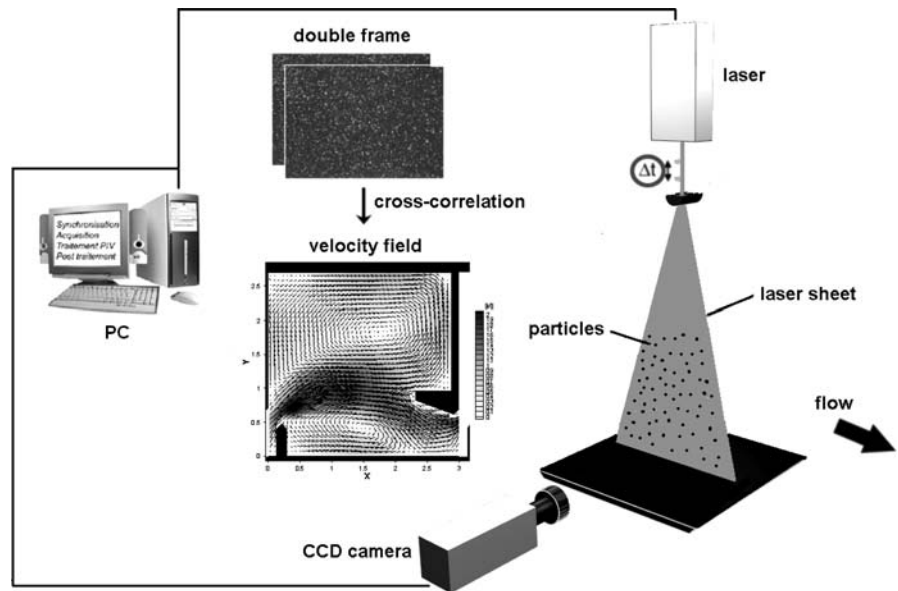 double frame
laser
Δt
cross-correlation
Synchronisation
Acquisition
Traitement PIV
Post traitement
velocity field
PC
laser sheet
particles
flow
CCD camera
2.5
2
1.5
1
0.5
0
Y
0
0.5
1
1.5
2
2.5
3
X